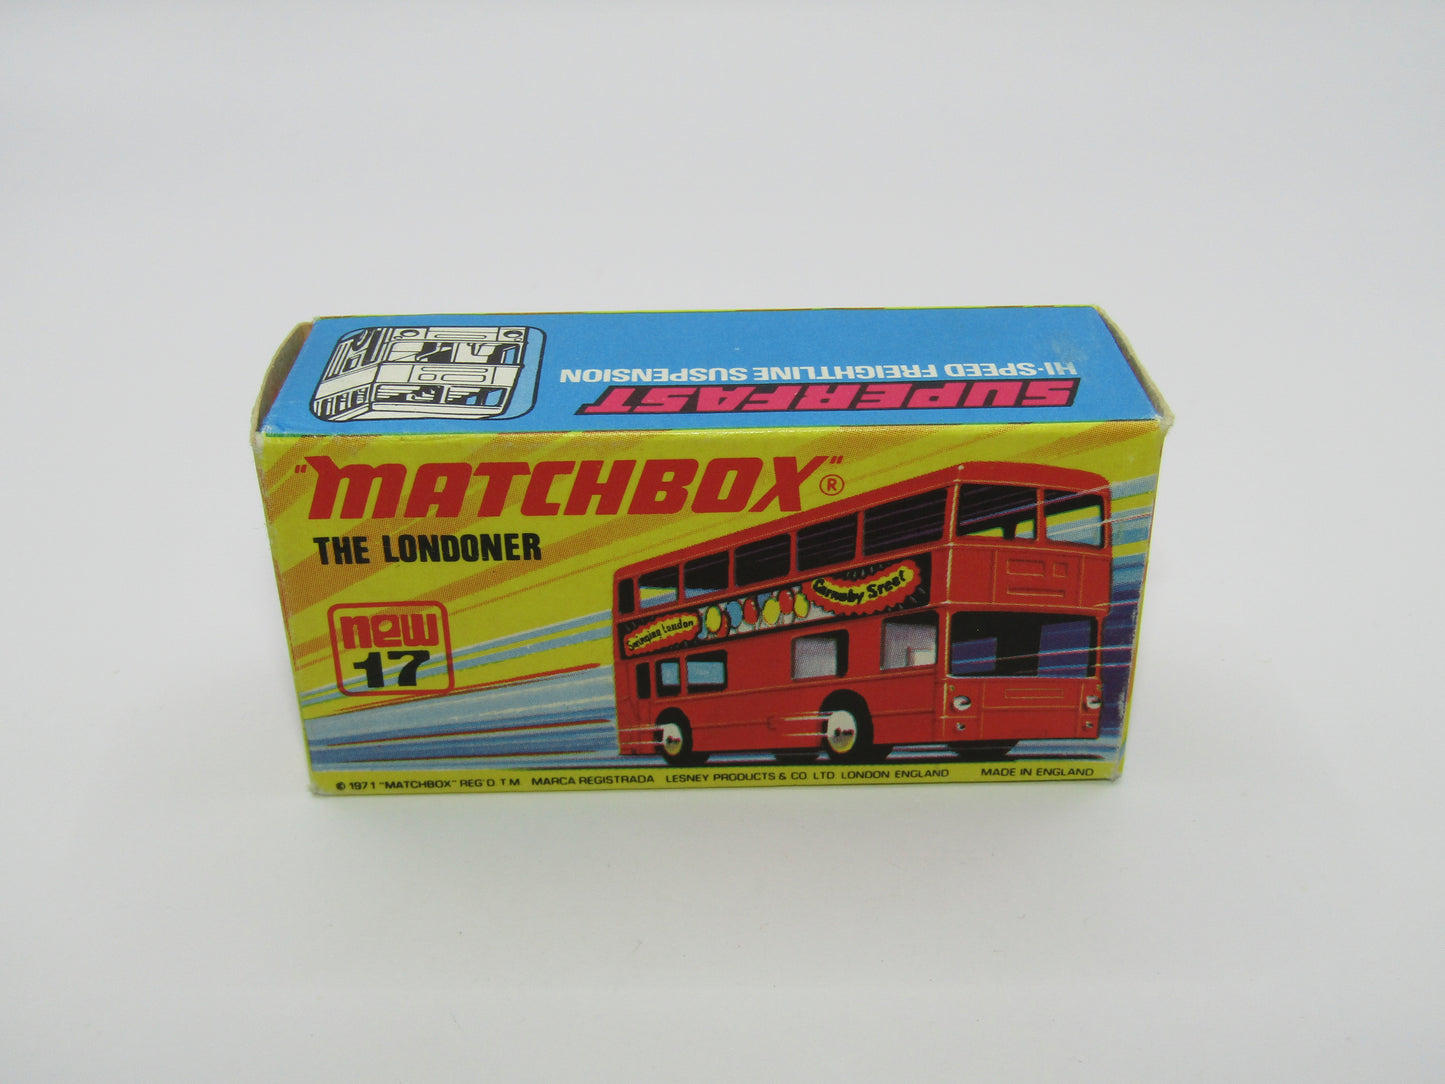 HI-SPEED FREIGHTLINE SUSPENSION
SUPERFAST
"MATCHBOX"®
THE LONDONER
new
17
Swinging London
Carnaby Sreet
© 1971 "MATCHBOX" REG'D. T.M. MARCA REGISTRADA LESNEY PRODUCTS & CO. LTD. LONDON ENGLAND MADE IN ENGLAND